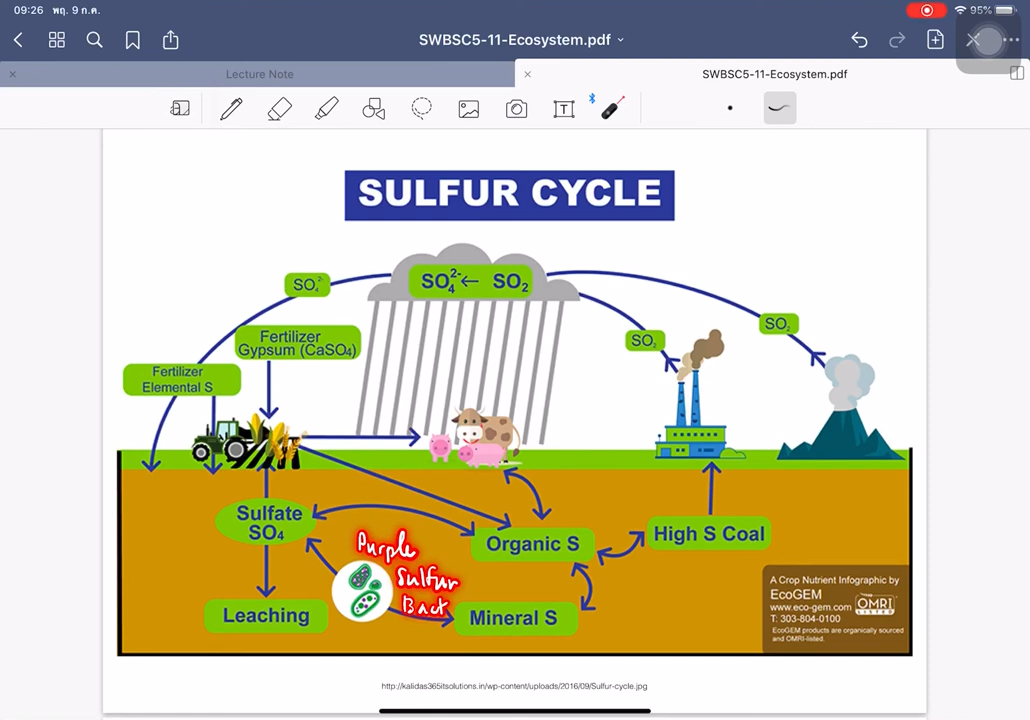 09:26 พฤ. 9 ก.ค.
95%
SWBSC5-11-Ecosystem.pdf
Lecture Note
SWBSC5-11-Ecosystem.pdf
T
SULFUR CYCLE
SO₄²⁻ ← SO₂
SO₄²⁻
SO₂
SO₂
Fertilizer
Gypsum (CaSO₄)
Fertilizer
Elemental S
Sulfate
SO₄
Purple
Sulfur
Bact
Organic S
High S Coal
Leaching
Mineral S
A Crop Nutrient Infographic by
EcoGEM
www.eco-gem.com
T: 303-804-0100
OMRI
LISTED
EcoGEM products are organically sourced
and OMRI-listed.
http://kalidas365itsolutions.in/wp-content/uploads/2016/09/Sulfur-cycle.jpg